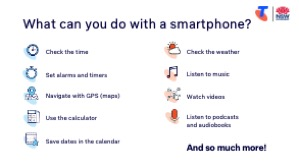 What can you do with a smartphone?
Check the time
Set alarms and timers
Navigate with GPS (maps)
Use the calculator
Save dates in the calendar
Check the weather
Listen to music
Watch videos
Listen to podcasts
and audiobooks
And so much more!